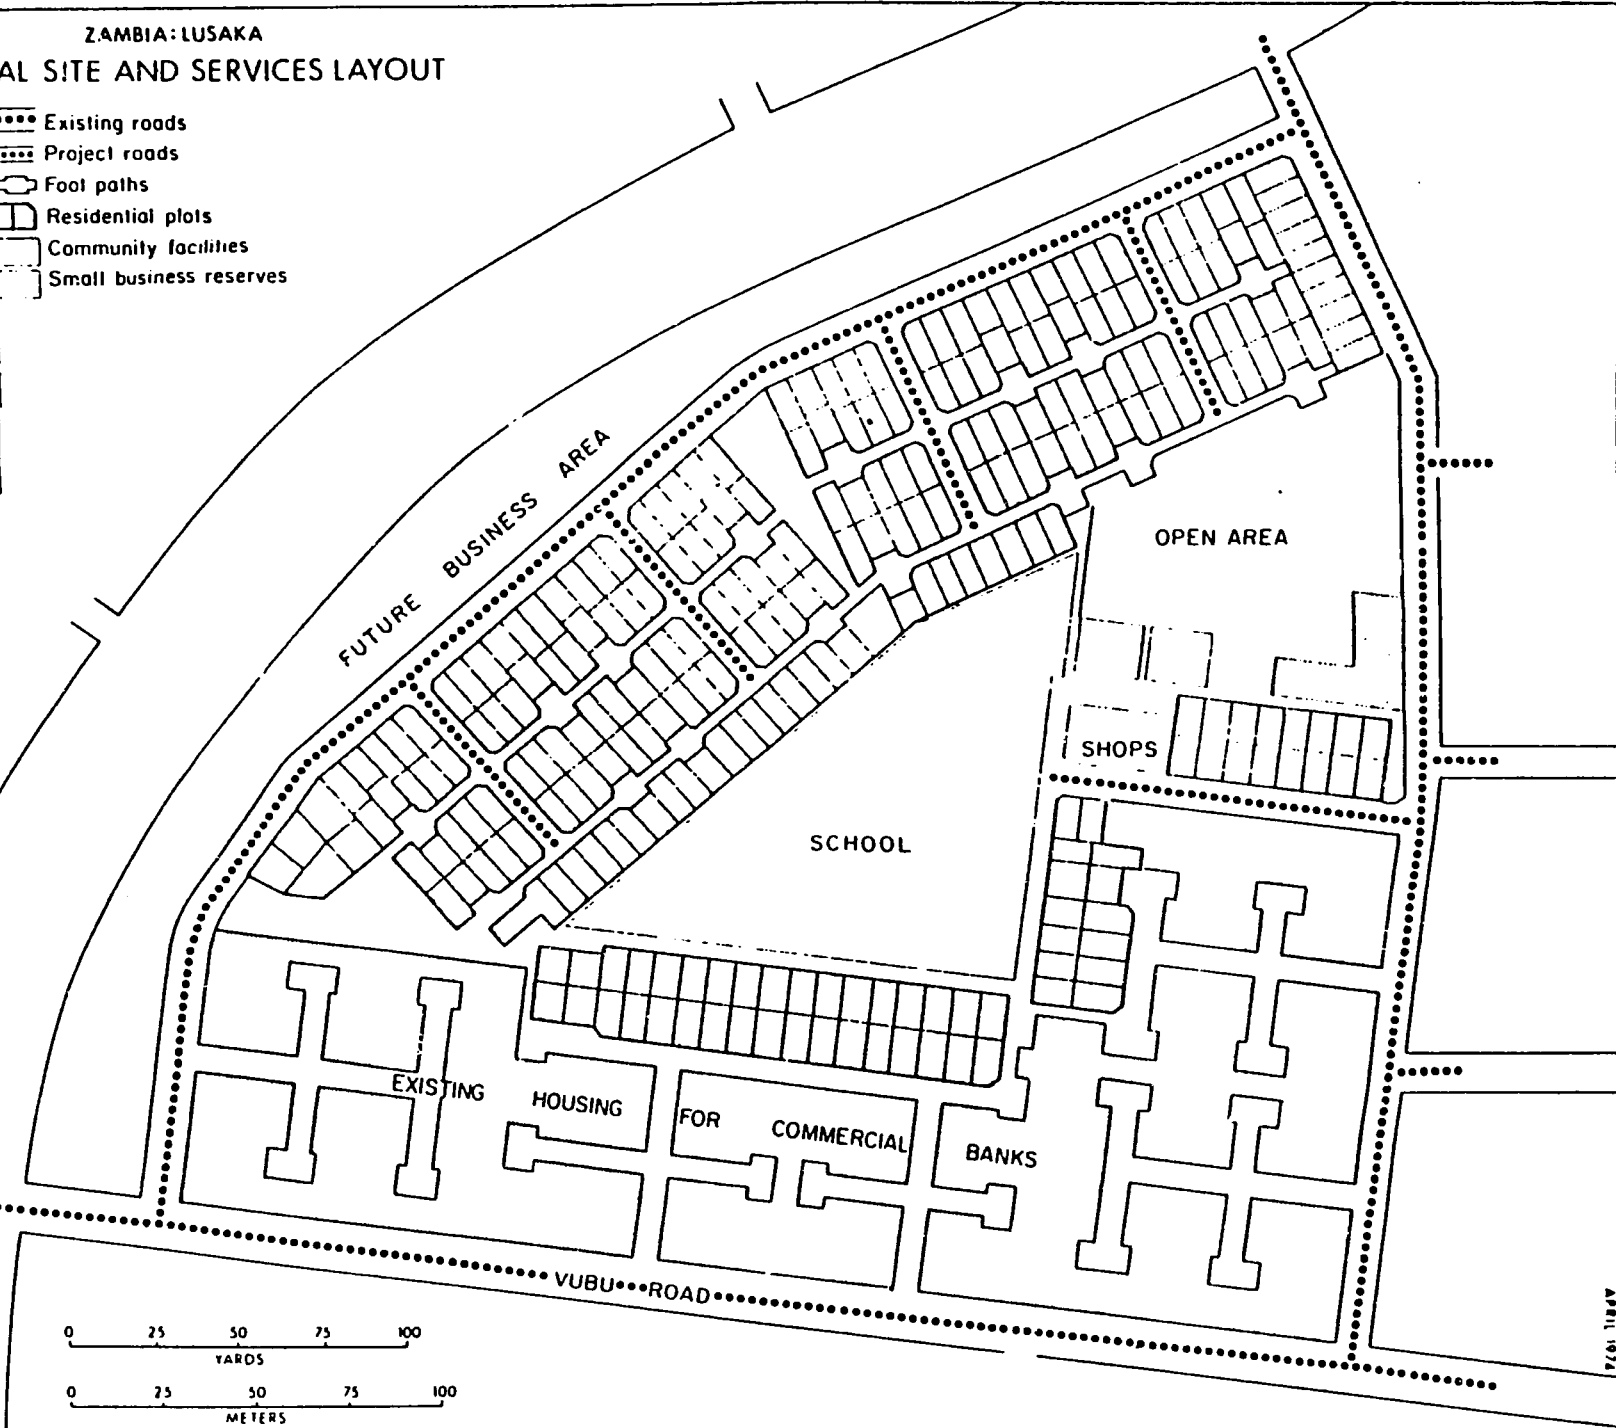 ZAMBIA: LUSAKA
AL SITE AND SERVICES LAYOUT
Existing roads
Project roads
Foot paths
Residential plots
Community facilities
Small business reserves
FUTURE BUSINESS AREA
OPEN AREA
SHOPS
SCHOOL
EXISTING HOUSING FOR COMMERCIAL BANKS
VUBU ROAD
0 25 50 75 100
YARDS
0 25 50 75 100
METERS
APRIL 1974